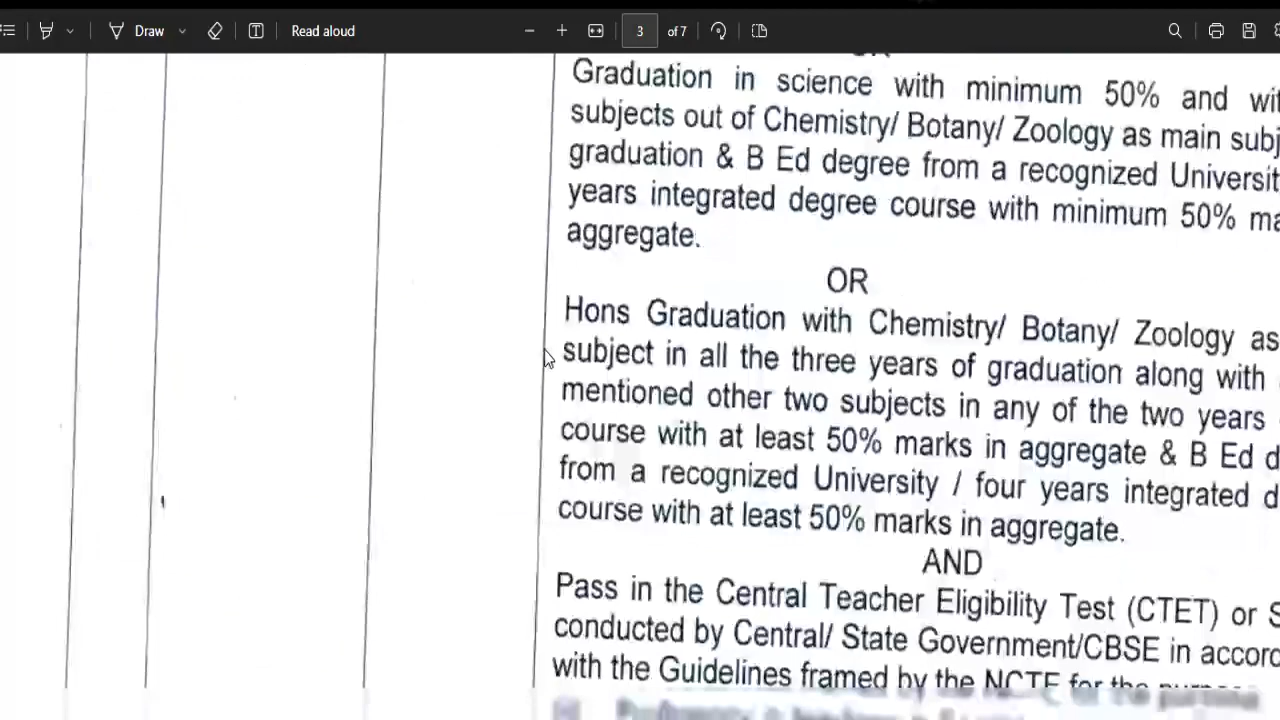 Draw
Read aloud
3 of 7
Graduation in science with minimum 50% and
subjects out of Chemistry/ Botany/ Zoology as main
graduation & B Ed degree from a recognized
years integrated degree course with minimum 50%
aggregate.
OR
Hons Graduation with Chemistry/ Botany/ Zoology as
subject in all the three years of graduation along with
mentioned other two subjects in any of the two years
course with at least 50% marks in aggregate & B Ed
from a recognized University / four years integrated
course with at least 50% marks in aggregate.
AND
Pass in the Central Teacher Eligibility Test (CTET) or
conducted by Central/ State Government/CBSE in
with the Guidelines framed by the NCTE for the